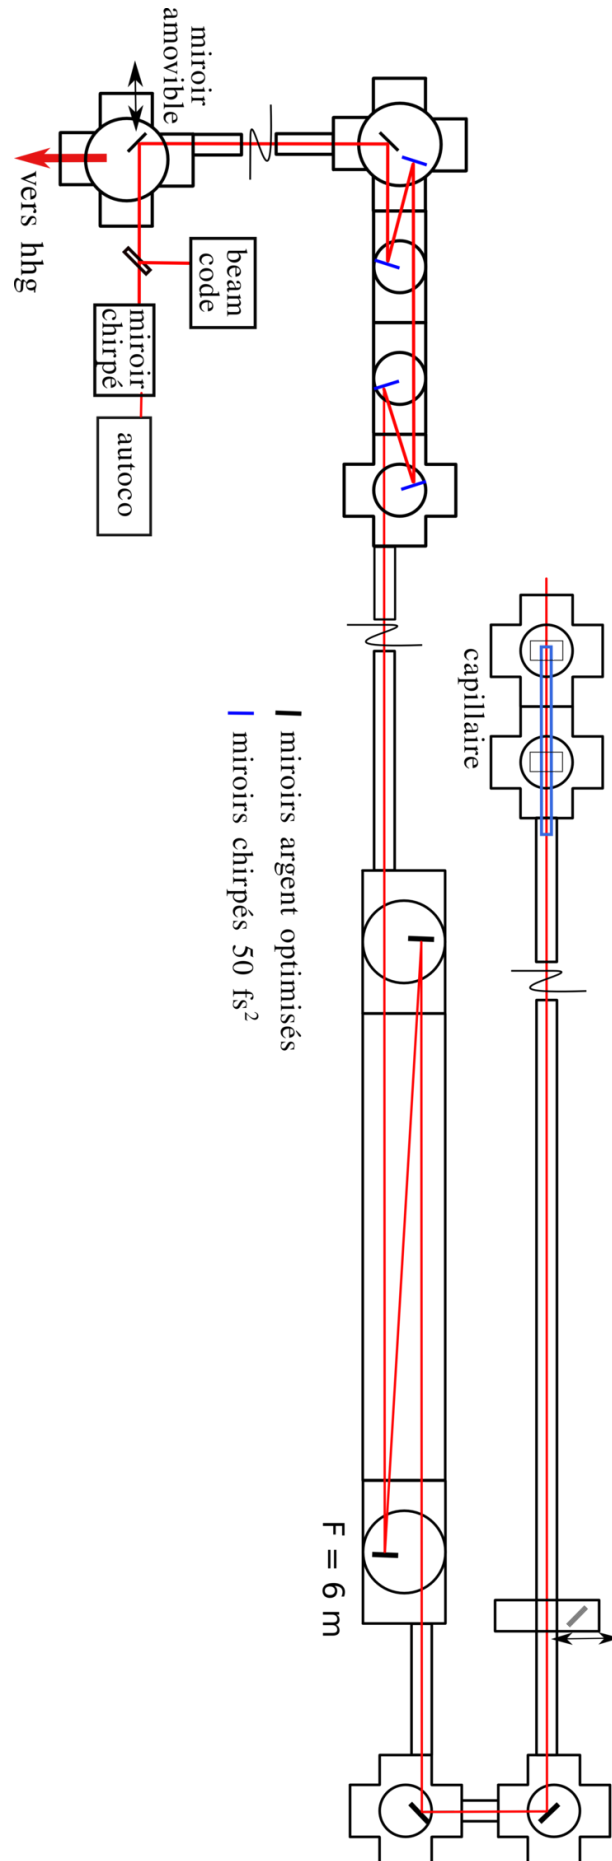 miroir
amovible
vers hhg
beam
code
miroir
chirpé
autoco
capillaire
miroirs argent optimisés
miroirs chirpés 50 fs²
F = 6 m